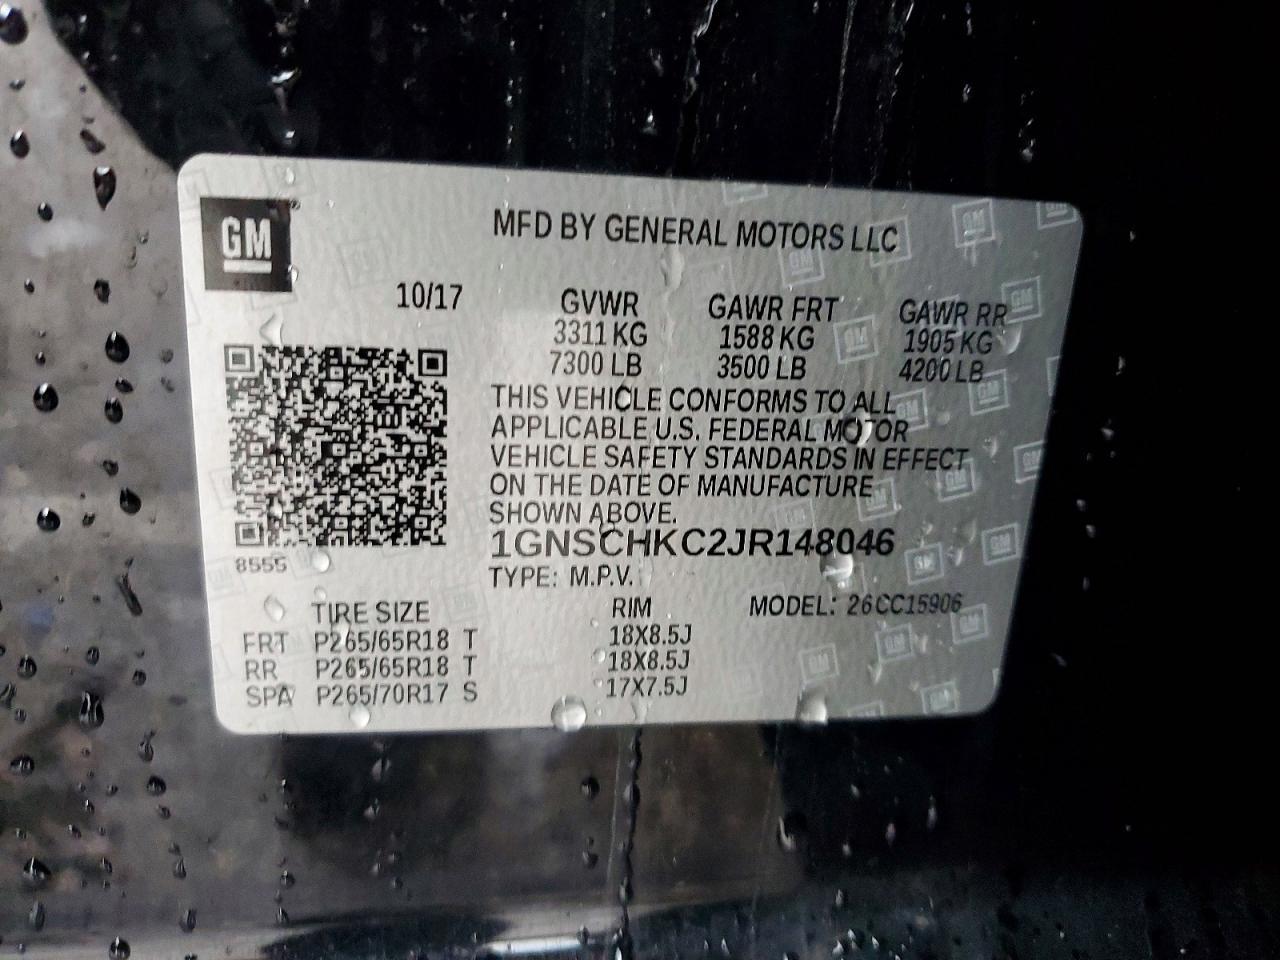 GM
MFD BY GENERAL MOTORS LLC
10/17
GVWR GAWR FRT GAWR RR
3311 KG 1588 KG 1905 KG
7300 LB 3500 LB 4200 LB
THIS VEHICLE CONFORMS TO ALL
APPLICABLE U.S. FEDERAL MOTOR
VEHICLE SAFETY STANDARDS IN EFFECT
ON THE DATE OF MANUFACTURE
SHOWN ABOVE.
1GNSCHKC2JR148046
8555
TYPE: M.P.V.
TIRE SIZE RIM MODEL: 26CC15906
FRT P265/65R18 T 18X8.5J
RR P265/65R18 T 18X8.5J
SPA P265/70R17 S 17X7.5J